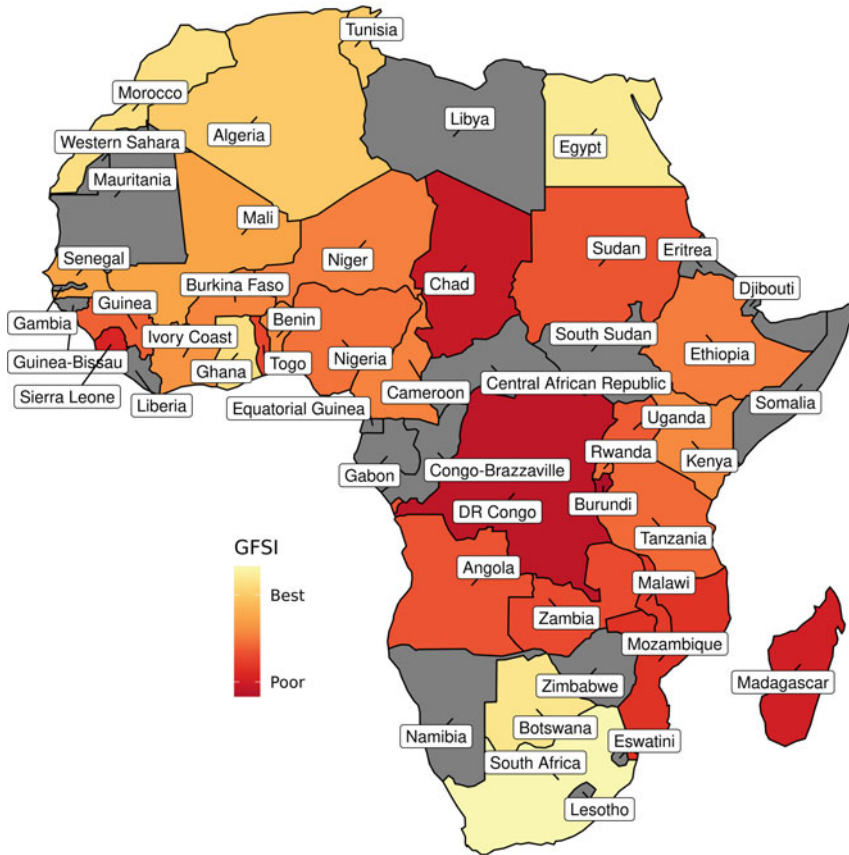 Tunisia
Morocco
Libya
Algeria
Western Sahara
Egypt
Mauritania
Mali
Sudan
Eritrea
Senegal
Niger
Chad
Burkina Faso
Djibouti
Guinea
Gambia
Benin
Ivory Coast
South Sudan
Ethiopia
Guinea-Bissau
Nigeria
Togo
Ghana
Central African Republic
Cameroon
Sierra Leone
Liberia
Equatorial Guinea
Somalia
Uganda
Rwanda
Kenya
Gabon
Congo-Brazzaville
Burundi
DR Congo
Tanzania
GFSI
Best
Poor
Angola
Malawi
Zambia
Mozambique
Zimbabwe
Madagascar
Botswana
Namibia
Eswatini
South Africa
Lesotho